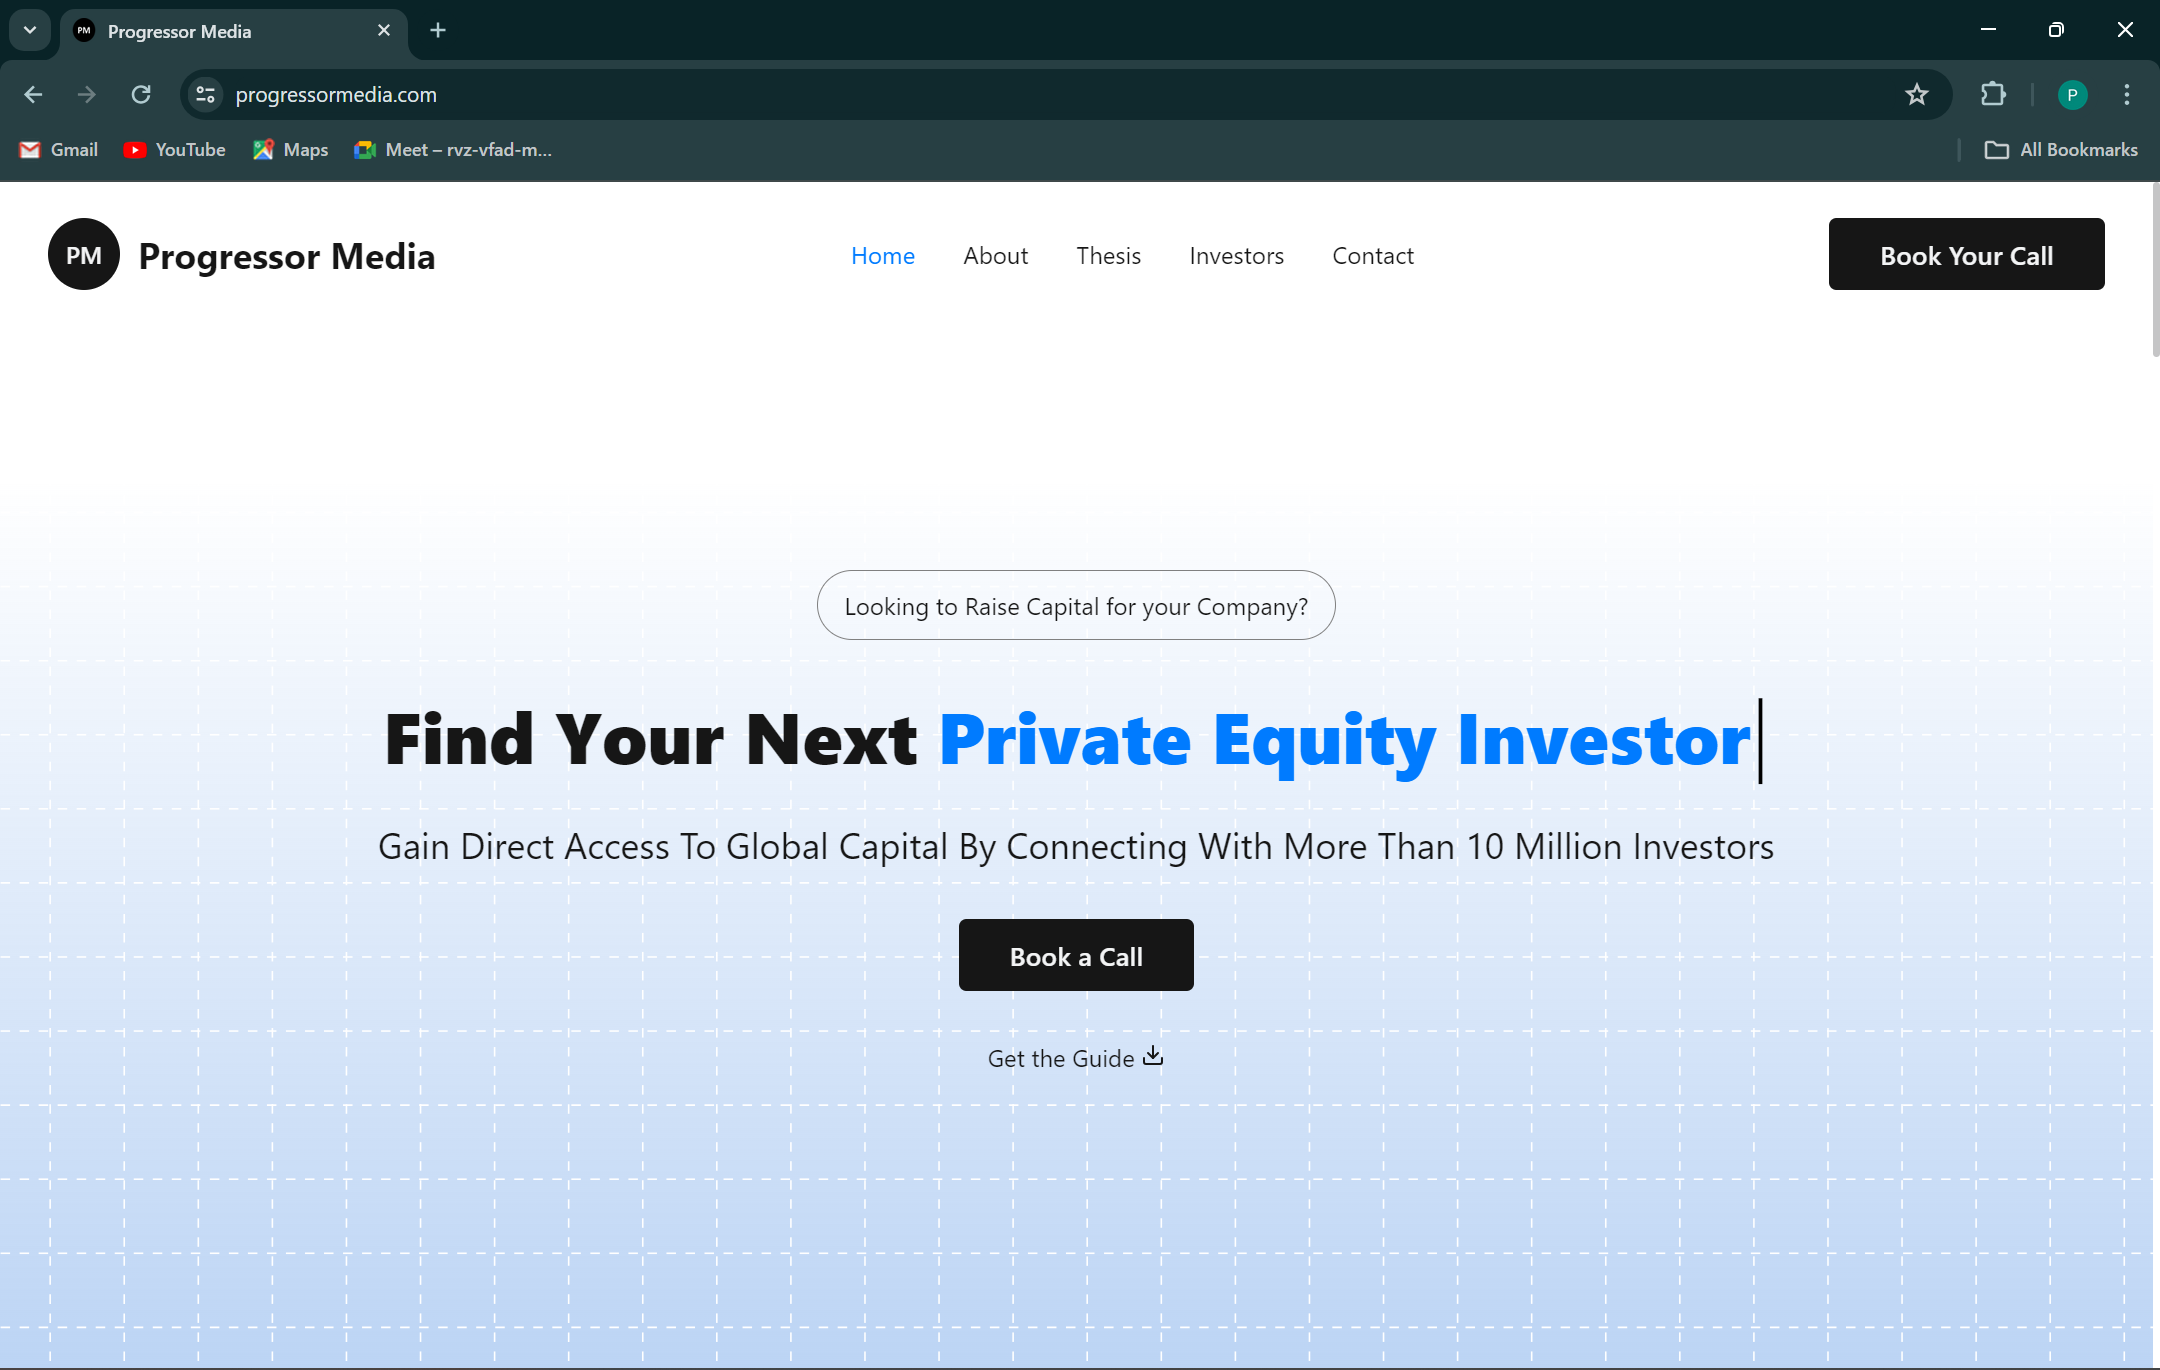 PM Progressor Media
progressormedia.com
P
Gmail YouTube Maps Meet – rvz-vfad-m... All Bookmarks
PM Progressor Media Home About Thesis Investors Contact Book Your Call
Looking to Raise Capital for your Company?
Find Your Next Private Equity Investor
Gain Direct Access To Global Capital By Connecting With More Than 10 Million Investors
Book a Call
Get the Guide